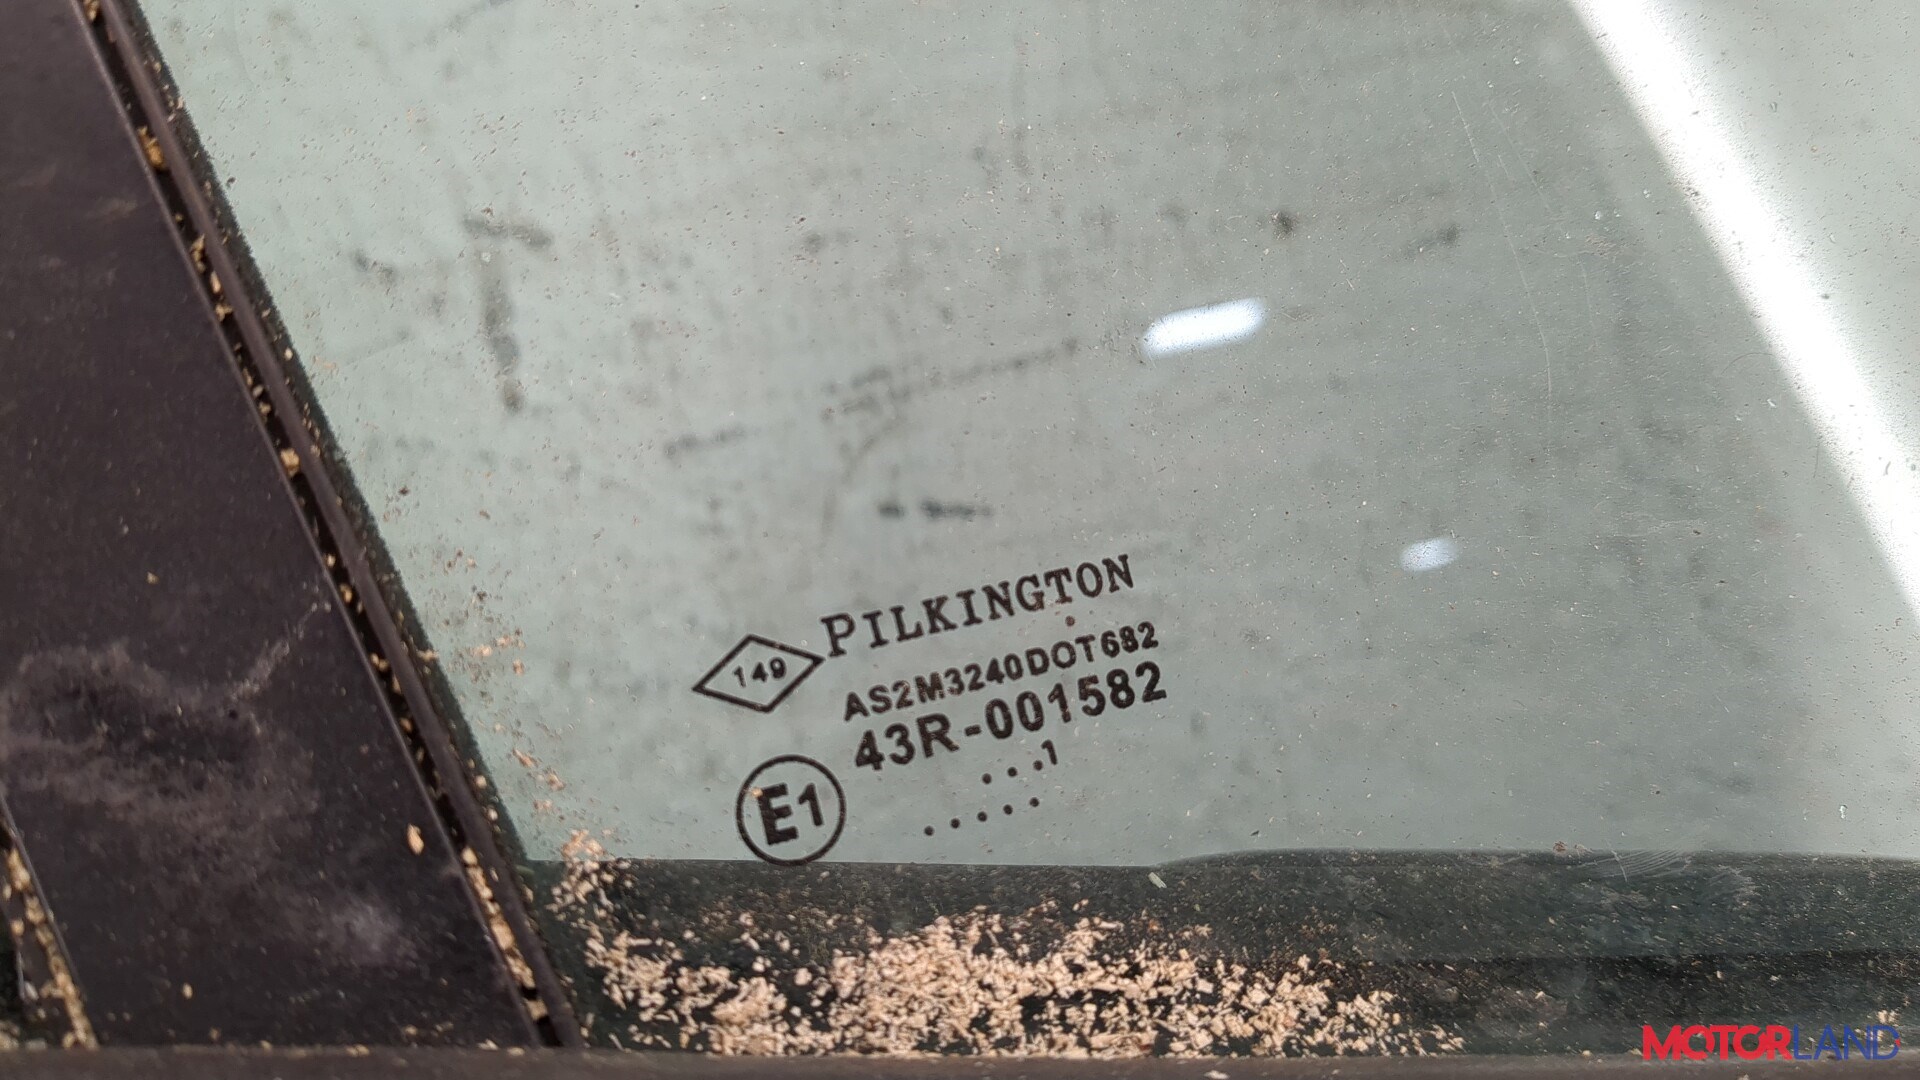 PILKINGTON
149
AS2M3240DOT682
43R-001582
...1
E1
.....
MOTORLAND